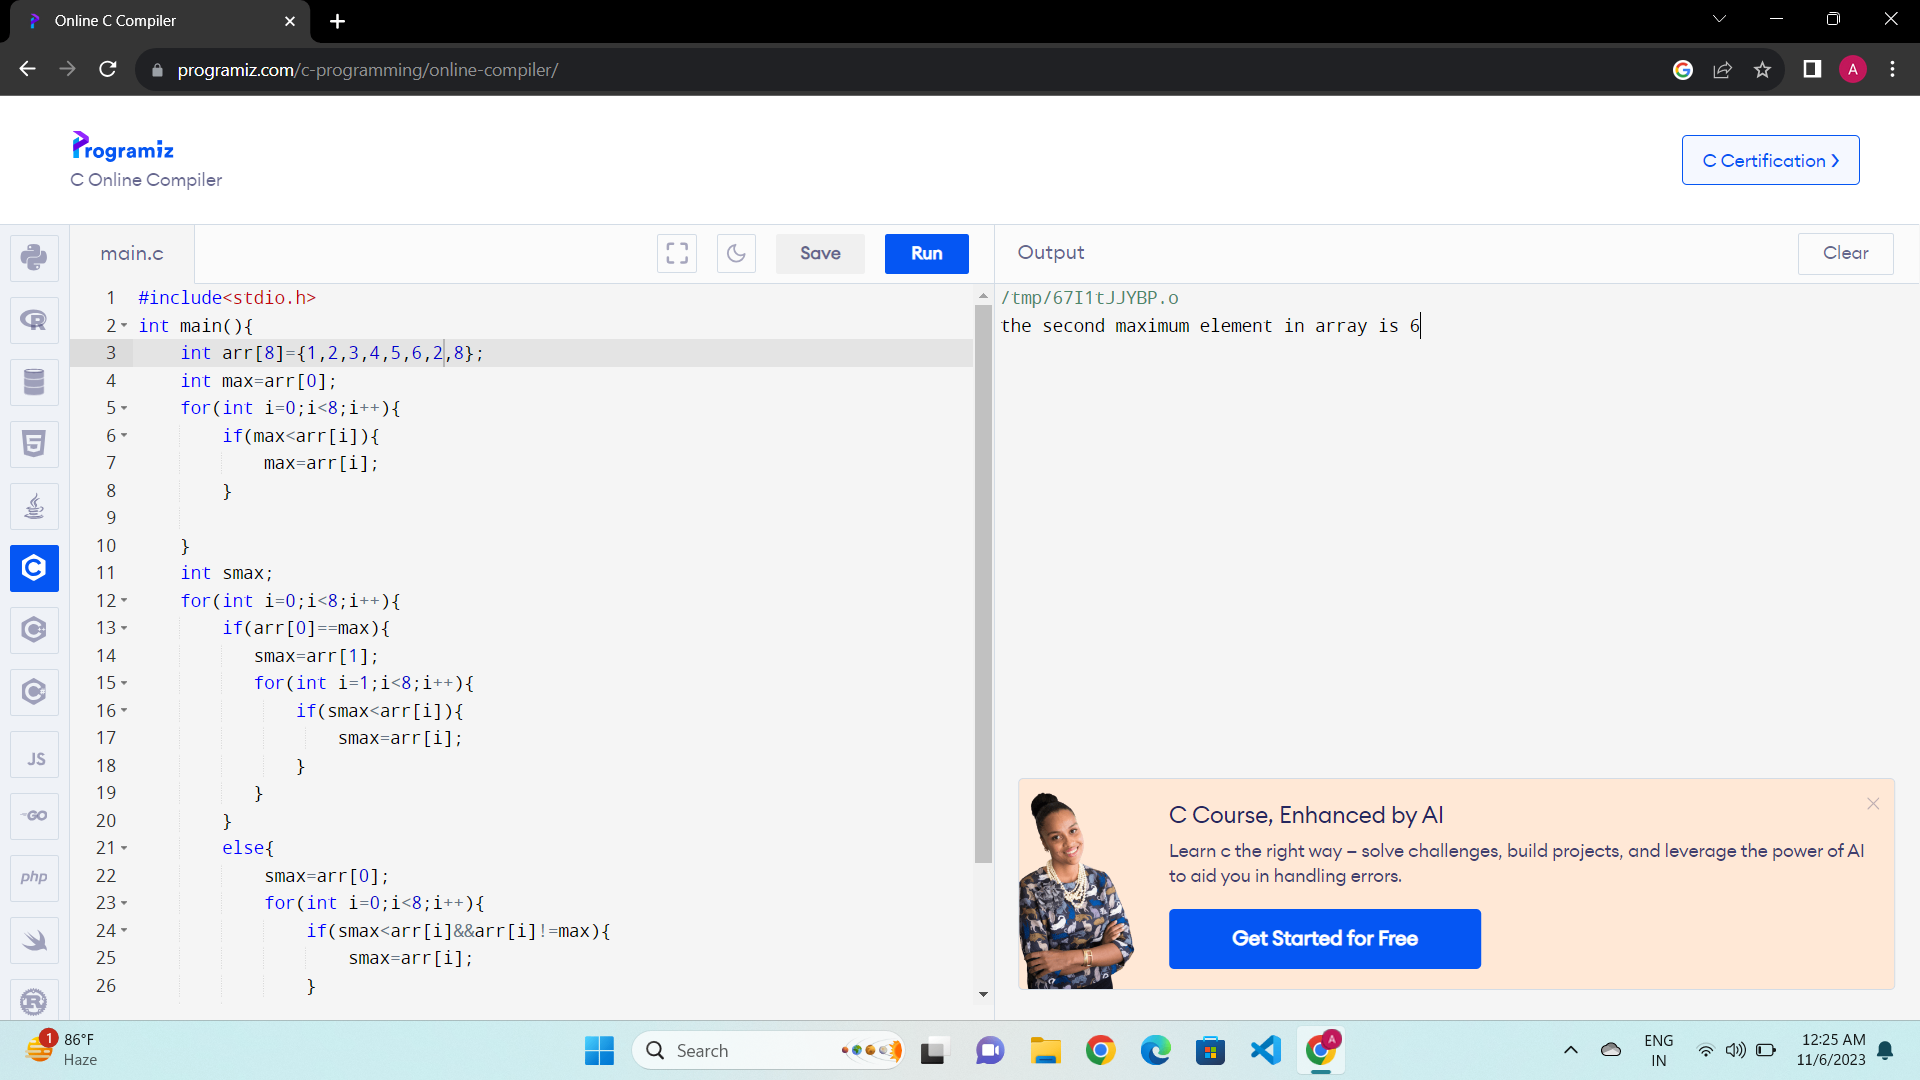 Online C Compiler
programiz.com/c-programming/online-compiler/
A
Programiz
C Online Compiler
C Certification
main.c
Save
Run
Output
Clear
1 #include<stdio.h>
2 int main(){
3 int arr[8]={1,2,3,4,5,6,2,8};
4 int max=arr[0];
5 for(int i=0;i<8;i++){
6 if(max<arr[i]){
7 max=arr[i];
8 }
9
10 }
11 int smax;
12 for(int i=0;i<8;i++){
13 if(arr[0]==max){
14 smax=arr[1];
15 for(int i=1;i<8;i++){
16 if(smax<arr[i]){
17 smax=arr[i];
18 }
19 }
20 }
21 else{
22 smax=arr[0];
23 for(int i=0;i<8;i++){
24 if(smax<arr[i]&&arr[i]!=max){
25 smax=arr[i];
26 }
/tmp/67I1tJJYBP.o
the second maximum element in array is 6
JS
GO
php
C Course, Enhanced by AI
Learn c the right way – solve challenges, build projects, and leverage the power of AI
to aid you in handling errors.
Get Started for Free
1
86°F
Haze
Search
A
ENG
IN
12:25 AM
11/6/2023